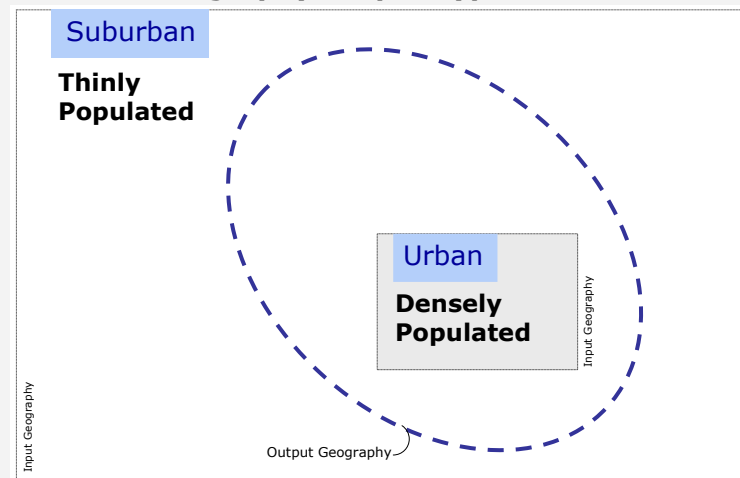 Suburban
Thinly
Populated
Urban
Densely
Populated
Input Geography
Input Geography
Output Geography